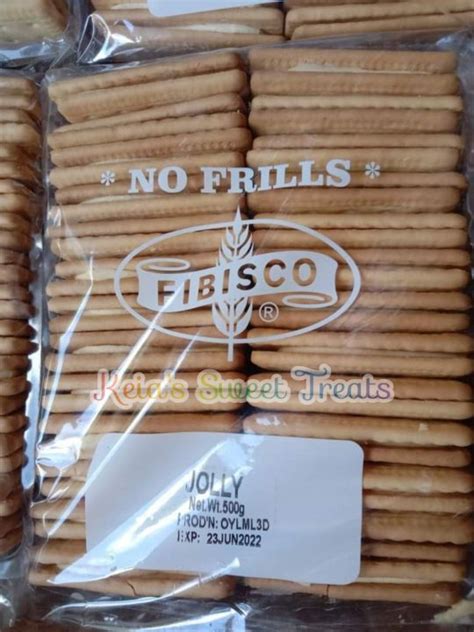 * NO FRILLS *
FIBISCO
®
Keia's Sweet Treats
JOLLY
Net.Wt.500g
PROD'N: OYLML3D
EXP: 23JUN2022